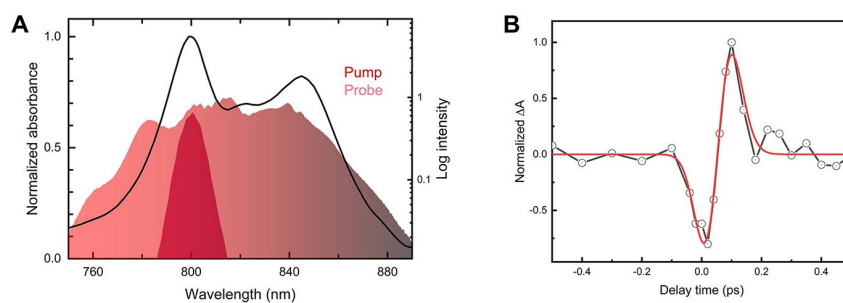 A
Normalized absorbance
1.0
0.5
0.0
760
800
840
880
Wavelength (nm)
Pump
Probe
1
0.1
Log intensity
B
Normalized ΔA
1.0
0.5
0.0
-0.5
-0.4
-0.2
0.0
0.2
0.4
Delay time (ps)